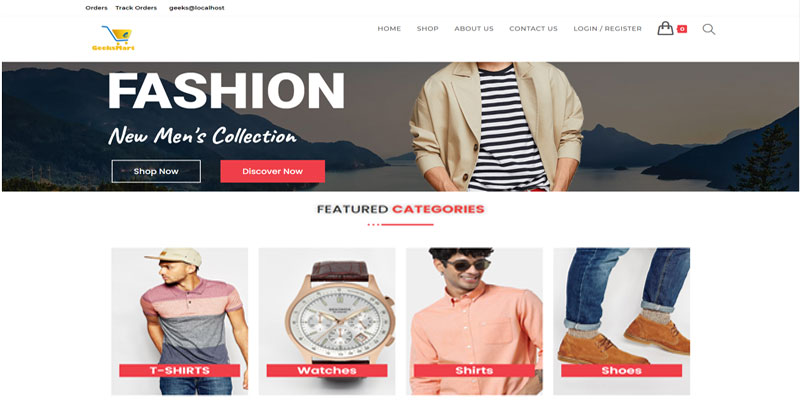 Orders Track Orders geeks@localhost
GeeksMart
HOME SHOP ABOUT US CONTACT US LOGIN / REGISTER 0
FASHION
New Men's Collection
Shop Now Discover Now
FEATURED CATEGORIES
T-SHIRTS Watches Shirts Shoes